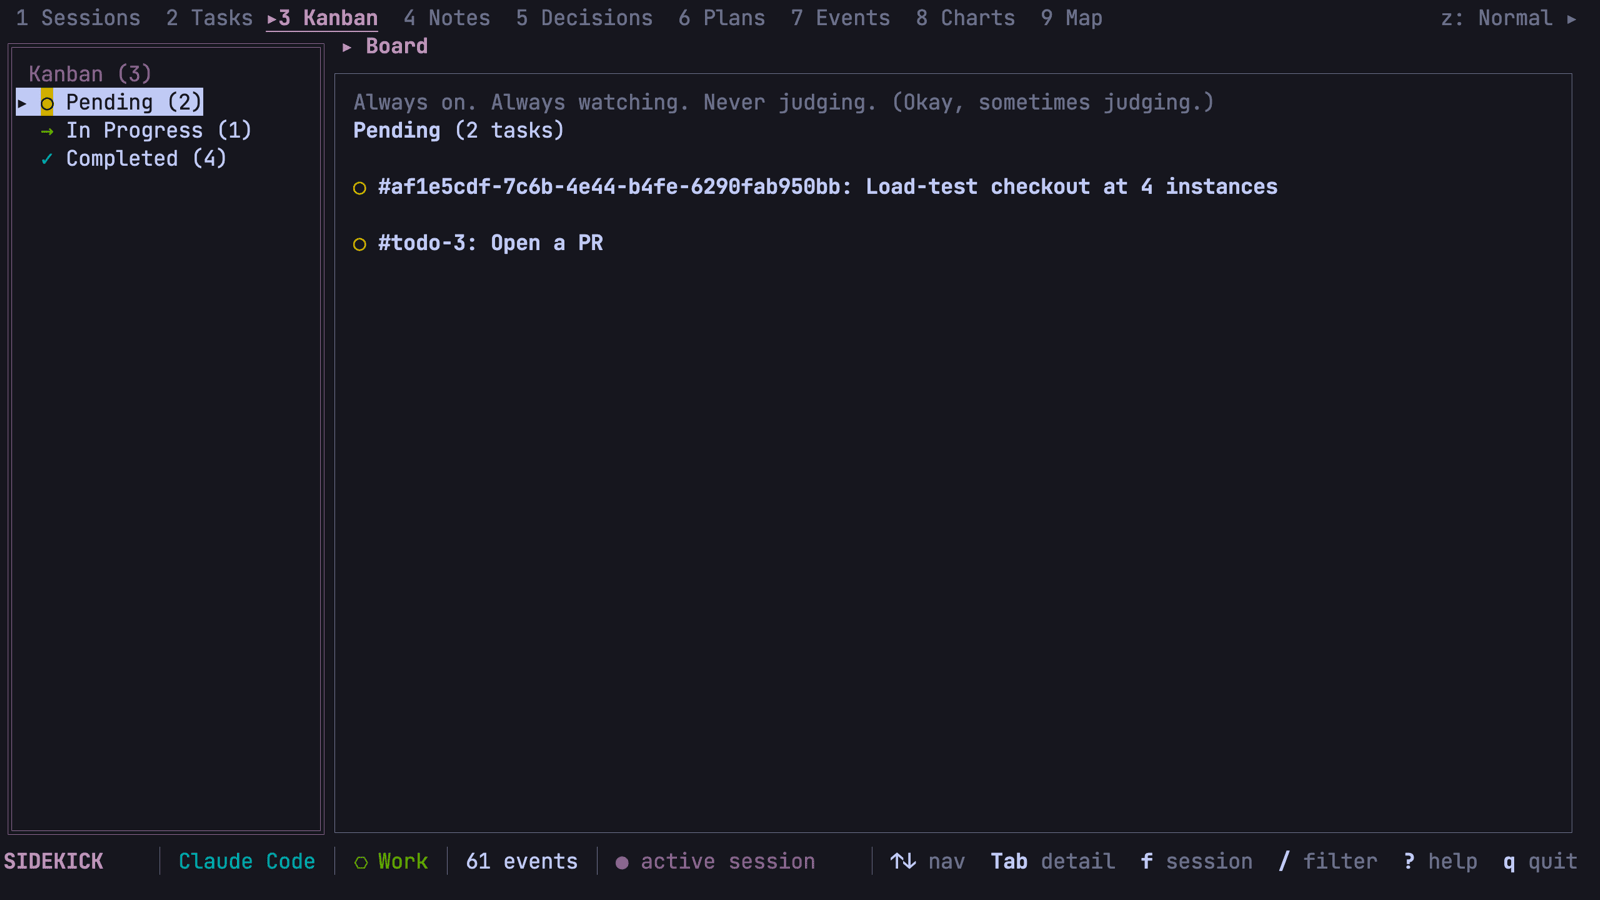 1 Sessions 2 Tasks ▸3 Kanban 4 Notes 5 Decisions 6 Plans 7 Events 8 Charts 9 Map z: Normal ▸
▸ Board
Kanban (3)
▸ ○ Pending (2)
→ In Progress (1)
✓ Completed (4)
Always on. Always watching. Never judging. (Okay, sometimes judging.)
Pending (2 tasks)
○ #af1e5cdf-7c6b-4e44-b4fe-6290fab950bb: Load-test checkout at 4 instances
○ #todo-3: Open a PR
SIDEKICK │ Claude Code │ ⎔ Work │ 61 events │ ● active session │ ↑↓ nav Tab detail f session / filter ? help q quit